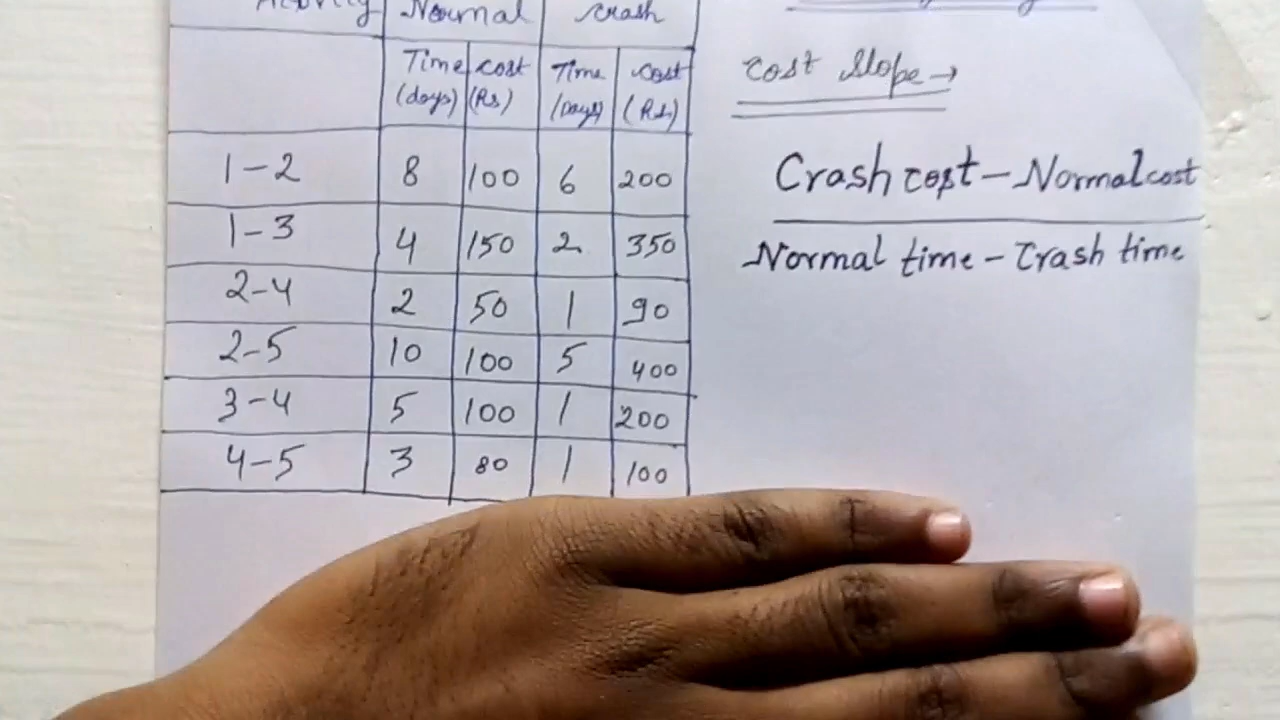 Activity Normal Crash
Time (days) Cost (Rs) Time (Days) Cost (Rs)
1-2 8 100 6 200
1-3 4 150 2 350
2-4 2 50 1 90
2-5 10 100 5 400
3-4 5 100 1 200
4-5 3 80 1 100
Cost slope →
Crash cost - Normal cost
Normal time - Crash time